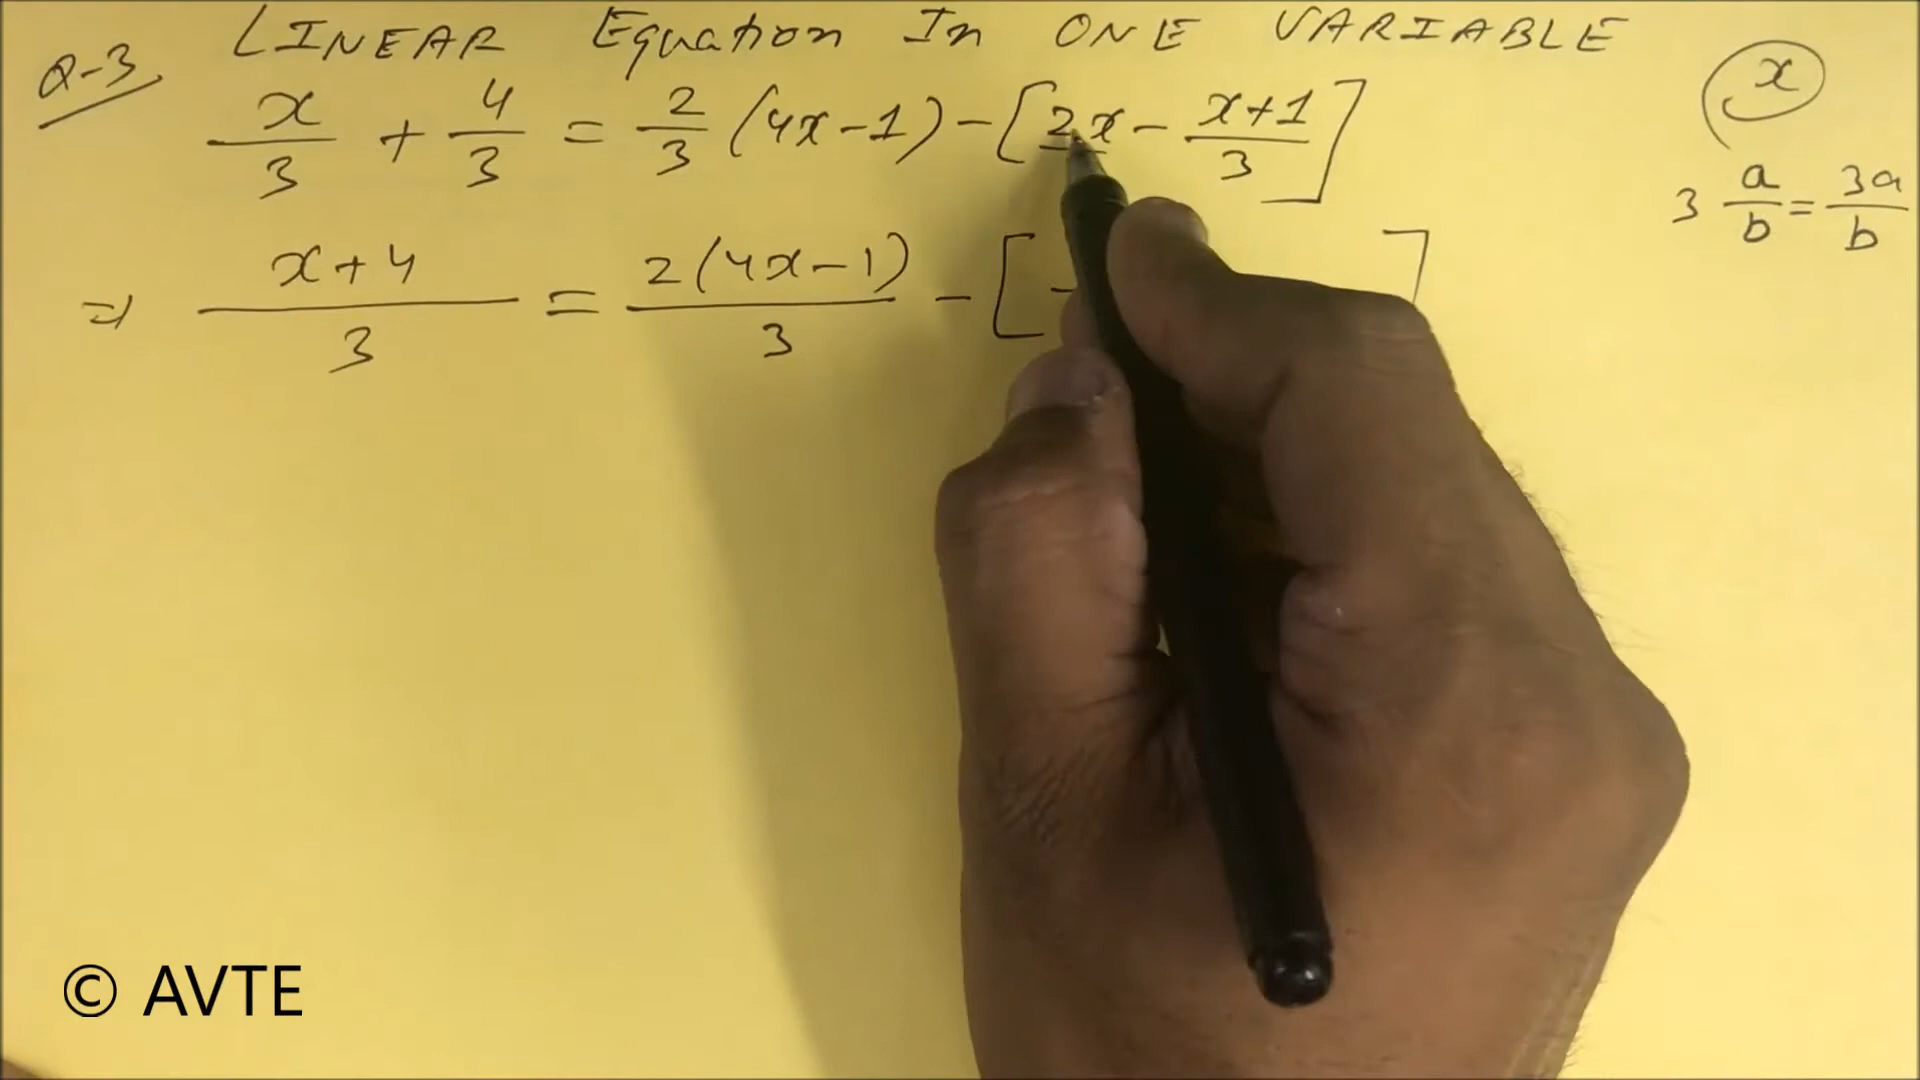 LINEAR Equation In ONE VARIABLE
Q-3
x/3 + 4/3 = 2/3 (4x-1) - [2x - x+1/3]
x
3 a/b = 3a/b
=> x+4/3 = 2(4x-1)/3 - [ ]
© AVTE